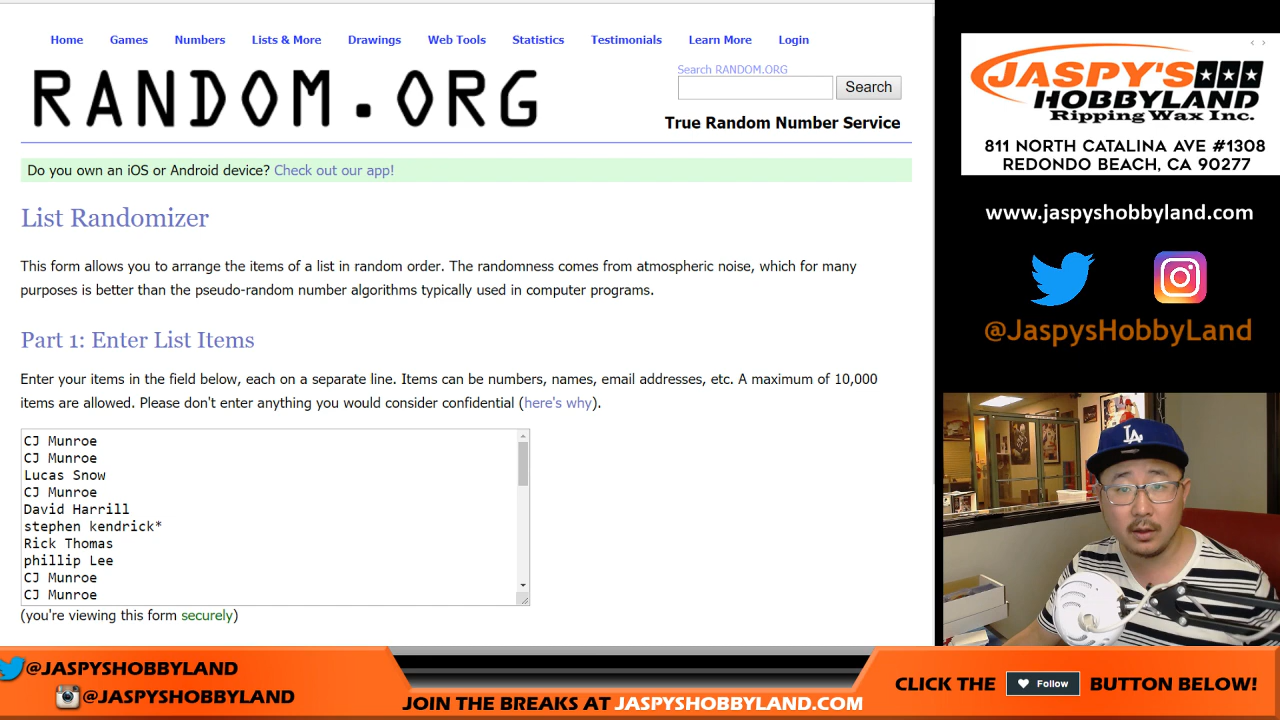 Home Games Numbers Lists & More Drawings Web Tools Statistics Testimonials Learn More Login
RANDOM.ORG
Search RANDOM.ORG
Search
True Random Number Service
Do you own an iOS or Android device? Check out our app!
List Randomizer
This form allows you to arrange the items of a list in random order. The randomness comes from atmospheric noise, which for many
purposes is better than the pseudo-random number algorithms typically used in computer programs.
Part 1: Enter List Items
Enter your items in the field below, each on a separate line. Items can be numbers, names, email addresses, etc. A maximum of 10,000
items are allowed. Please don't enter anything you would consider confidential (here's why).
CJ Munroe
CJ Munroe
Lucas Snow
CJ Munroe
David Harrill
stephen kendrick*
Rick Thomas
phillip Lee
CJ Munroe
CJ Munroe
(you're viewing this form securely)
JASPY'S
HOBBYLAND
Ripping Wax Inc.
811 NORTH CATALINA AVE #1308
REDONDO BEACH, CA 90277
www.jaspyshobbyland.com
@JaspysHobbyLand
LA
@JASPYSHOBBYLAND
@JASPYSHOBBYLAND
JOIN THE BREAKS AT JASPYSHOBBYLAND.COM
CLICK THE Follow BUTTON BELOW!